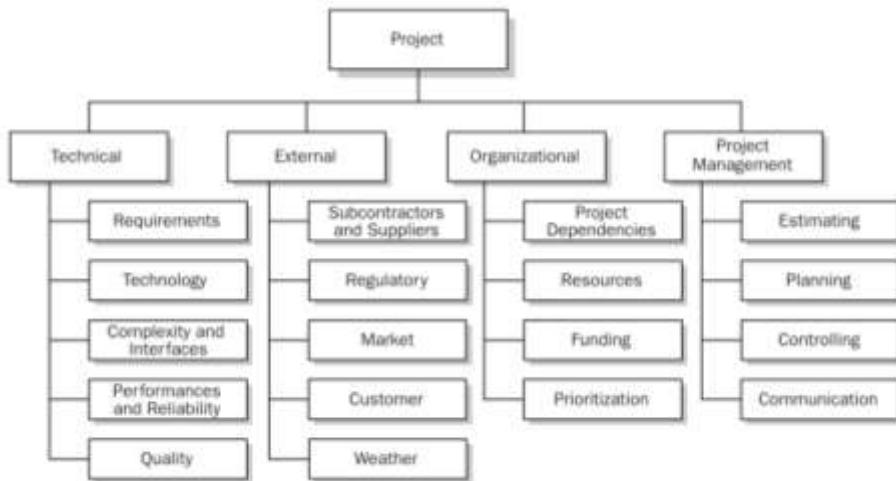 Project
Technical
External
Organizational
Project
Management
Requirements
Technology
Complexity and
Interfaces
Performances
and Reliability
Quality
Subcontractors
and Suppliers
Regulatory
Market
Customer
Weather
Project
Dependencies
Resources
Funding
Prioritization
Estimating
Planning
Controlling
Communication